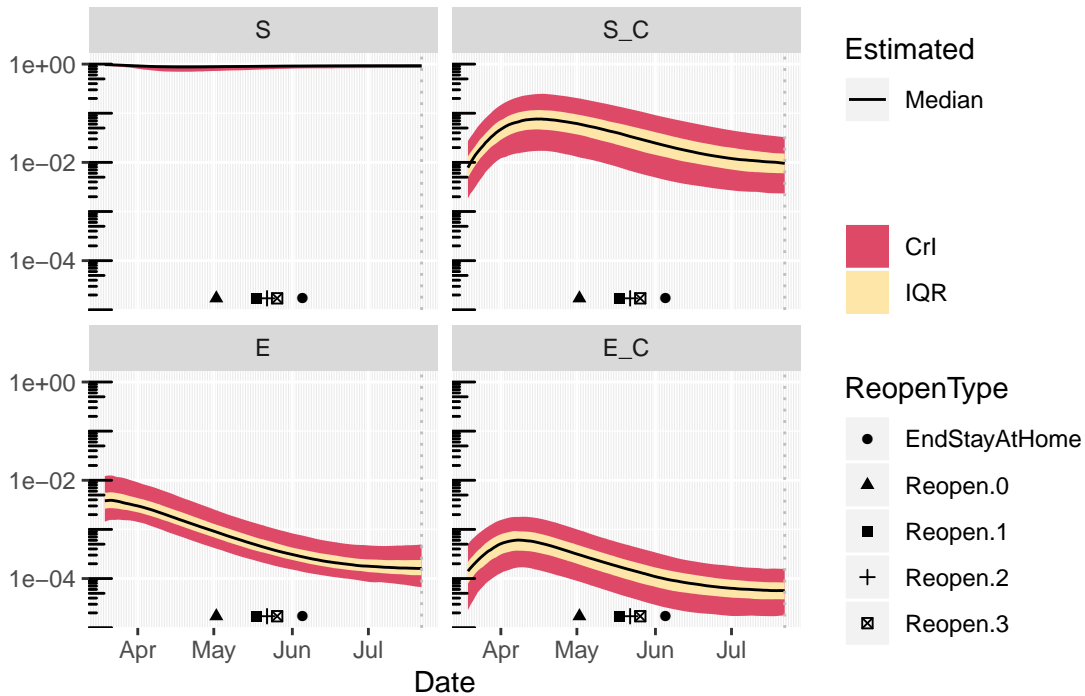 S
S_C
1e+00
1e−02
1e−04
E
E_C
1e+00
1e−02
1e−04
Apr
May
Jun
Jul
Apr
May
Jun
Jul
Date
Estimated
Median
CrI
IQR
ReopenType
EndStayAtHome
Reopen.0
Reopen.1
Reopen.2
Reopen.3